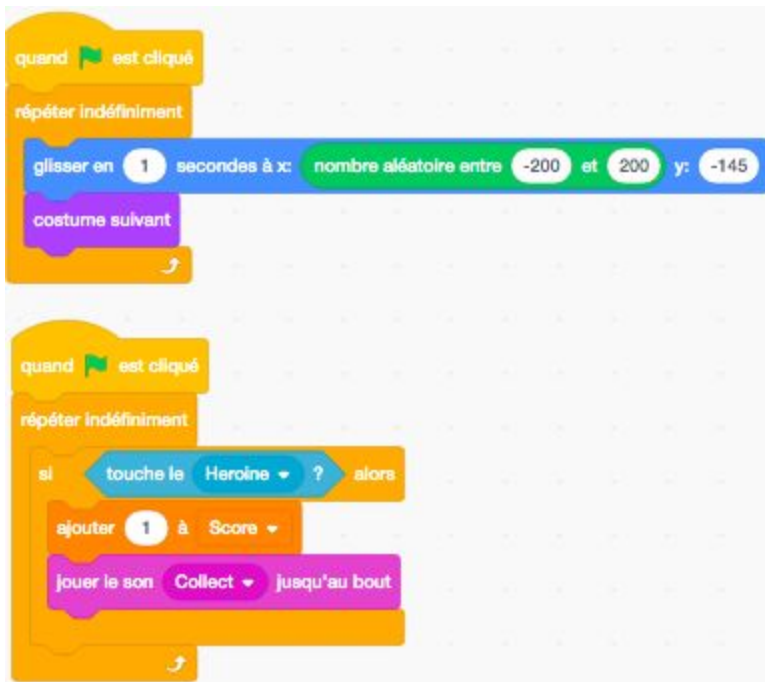 quand est cliqué
répéter indéfiniment
glisser en 1 secondes à x: nombre aléatoire entre -200 et 200 y: -145
costume suivant
quand est cliqué
répéter indéfiniment
si touche le Heroine ? alors
ajouter 1 à Score
jouer le son Collect jusqu'au bout